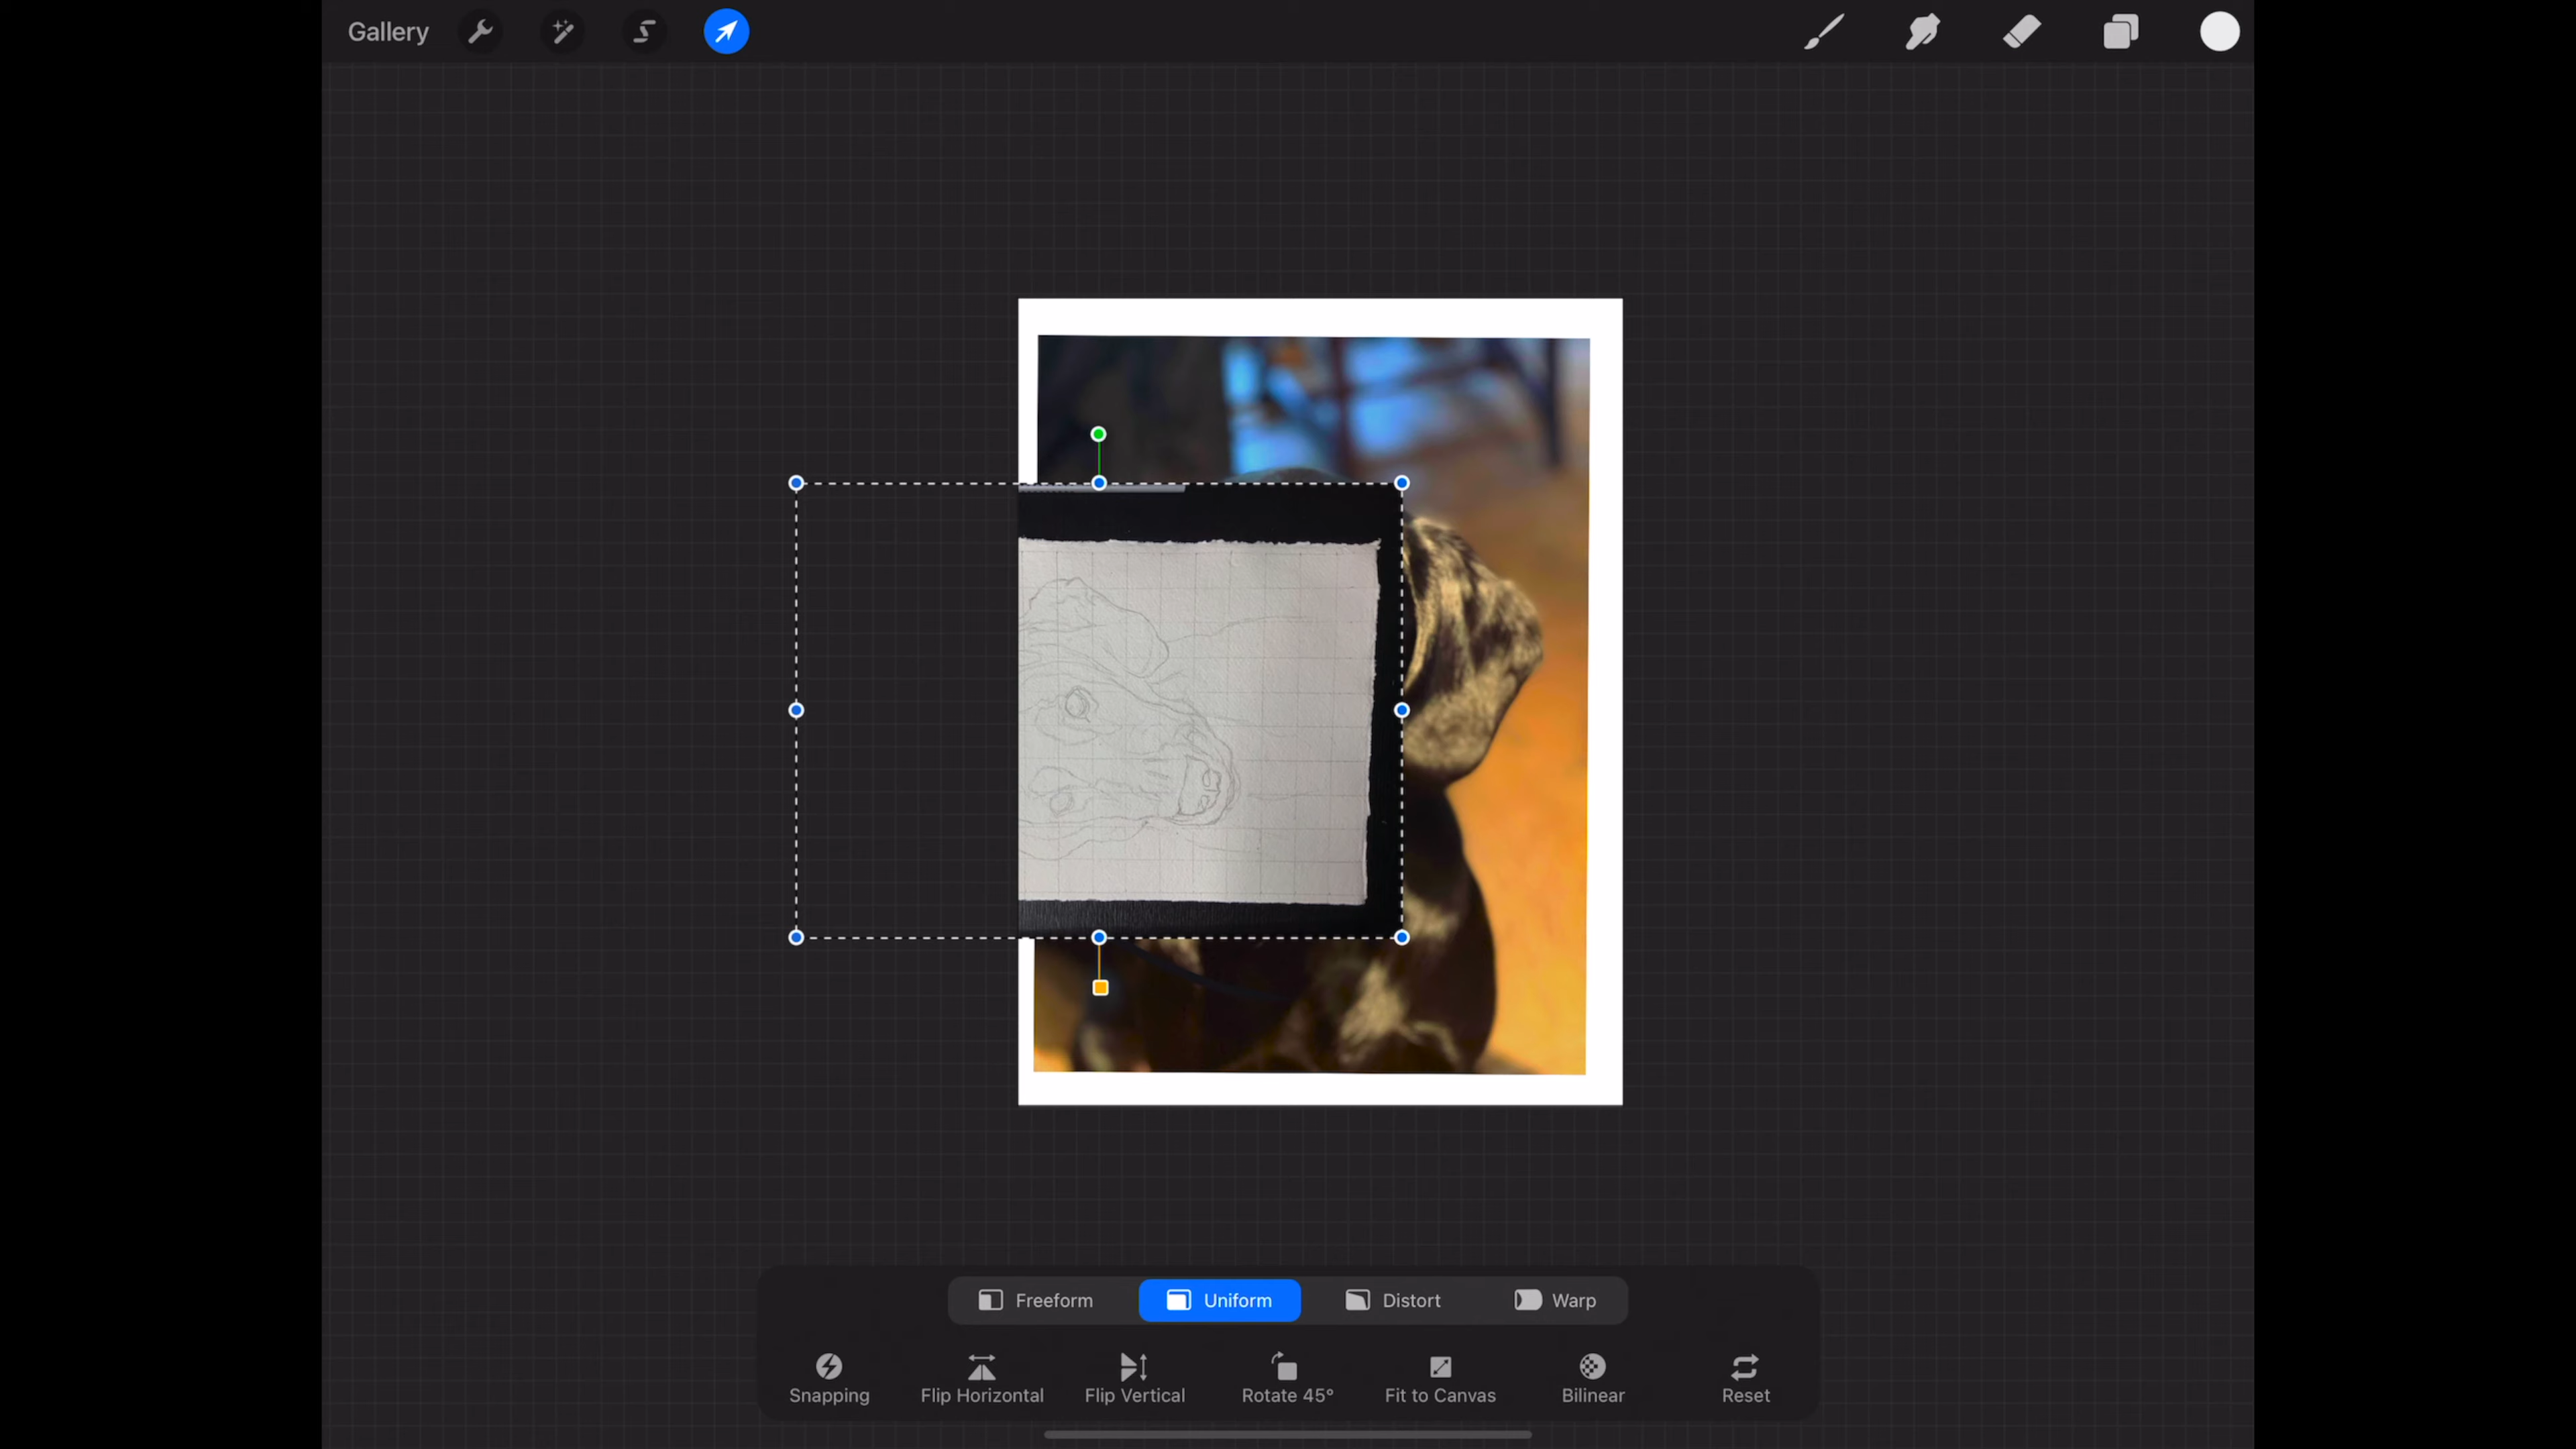 Gallery
Freeform Uniform Distort Warp
Snapping Flip Horizontal Flip Vertical Rotate 45° Fit to Canvas Bilinear Reset